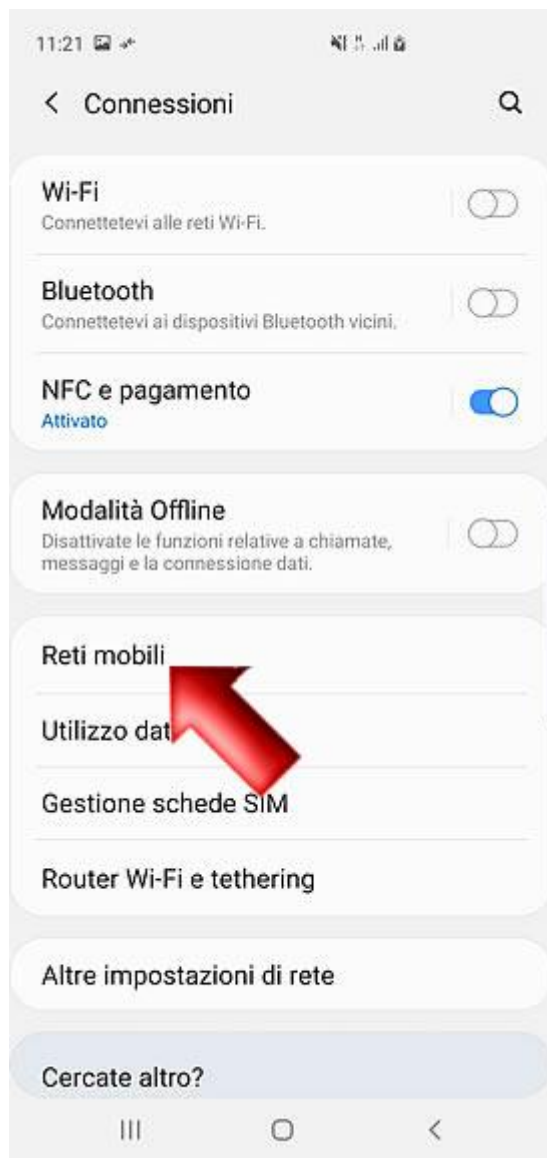 11:21
Connessioni
Wi-Fi
Connettetevi alle reti Wi-Fi.
Bluetooth
Connettetevi ai dispositivi Bluetooth vicini.
NFC e pagamento
Attivato
Modalità Offline
Disattivate le funzioni relative a chiamate,
messaggi e la connessione dati.
Reti mobili
Utilizzo dat
Gestione schede SIM
Router Wi-Fi e tethering
Altre impostazioni di rete
Cercate altro?